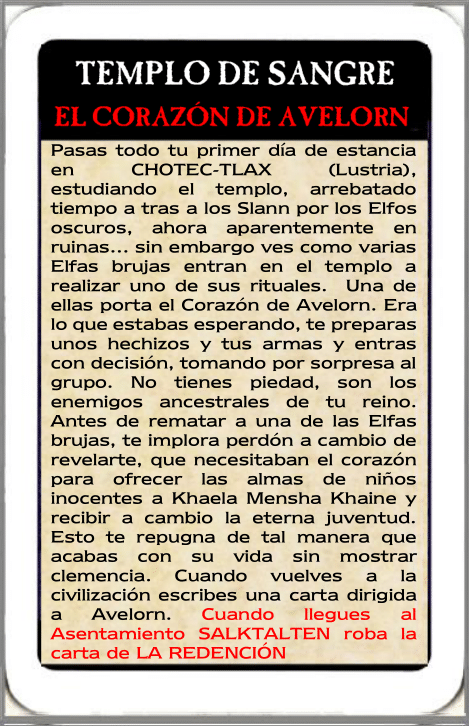 TEMPLO DE SANGRE
EL CORAZÓN DE AVELORN
Pasas todo tu primer día de estancia
en CHOTEC-TLAX (Lustria),
estudiando el templo, arrebatado
tiempo a tras a los Slann por los Elfos
oscuros, ahora aparentemente en
ruinas... sin embargo ves como varias
Elfas brujas entran en el templo a
realizar uno de sus rituales. Una de
ellas porta el Corazón de Avelorn. Era
lo que estabas esperando, te preparas
unos hechizos y tus armas y entras
con decisión, tomando por sorpresa al
grupo. No tienes piedad, son los
enemigos ancestrales de tu reino.
Antes de rematar a una de las Elfas
brujas, te implora perdón a cambio de
revelarte, que necesitaban el corazón
para ofrecer las almas de niños
inocentes a Khaela Mensha Khaine y
recibir a cambio la eterna juventud.
Esto te repugna de tal manera que
acabas con su vida sin mostrar
clemencia. Cuando vuelves a la
civilización escribes una carta dirigida
a Avelorn. Cuando llegues al
Asentamiento SALKTALTEN roba la
carta de LA REDENCIÓN